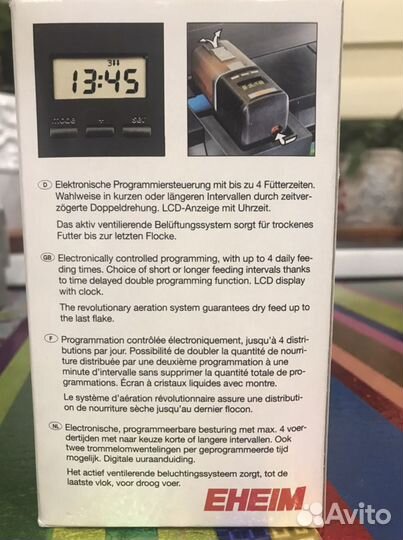 3
13:45
mode + set
D Elektronische Programmiersteuerung mit bis zu 4 Fütterzeiten.
Wahlweise in kurzen oder längeren Intervallen durch zeitver-
zögerte Doppeldrehung. LCD-Anzeige mit Uhrzeit.
Das aktiv ventilierende Belüftungssystem sorgt für trockenes
Futter bis zur letzten Flocke.
GB Electronically controlled programming, with up to 4 daily fee-
ding times. Choice of short or longer feeding intervals thanks
to time delayed double programming function. LCD display
with clock.
The revolutionary aeration system guarantees dry feed up to
the last flake.
F Programmation contrôlée électroniquement, jusqu'à 4 distri-
butions par jour. Possibilité de doubler la quantité de nourri-
ture distribuée par une deuxième programmation à une
minute d'intervalle sans supprimer la quantité totale de pro-
grammations. Écran à cristaux liquides avec montre.
Le système d'aération révolutionnaire assure une distributi-
on de nourriture sèche jusqu'au dernier flocon.
NL Electronische, programmeerbare besturing met max. 4 voer-
dertijden met naar keuze korte of langere intervallen. Ook
twee trommelomwentelingen per geprogrammeerde tijd
mogelijk. Digitale uuraanduiding.
Het actief ventilerende beluchtingssysteem zorgt, tot de
laatste vlok, voor droog voer.
EHEIM
Avito